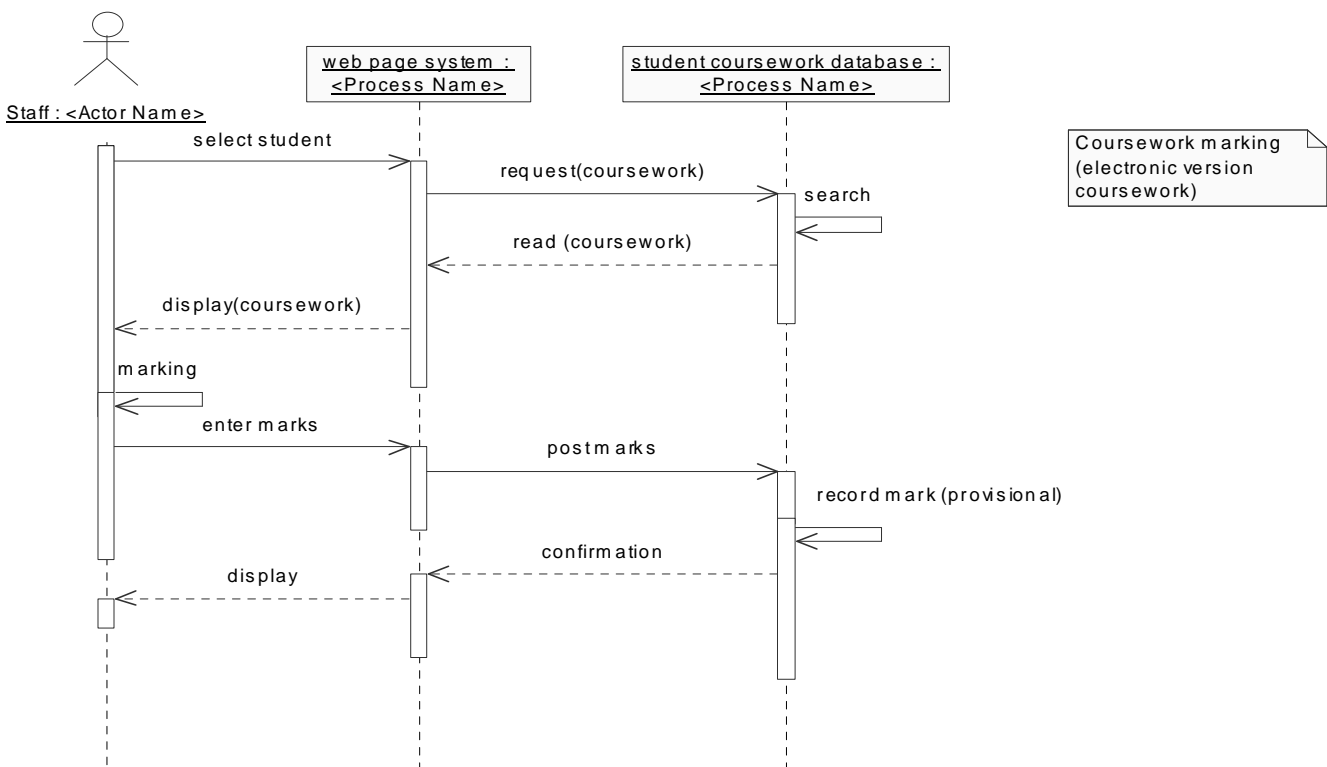 web page system :
<Process Name>
student coursework database :
<Process Name>
Staff : <Actor Name>
select student
Coursework marking
(electronic version
coursework)
request(coursework)
search
read (coursework)
display(coursework)
marking
enter marks
post marks
record mark (provisional)
confirmation
display